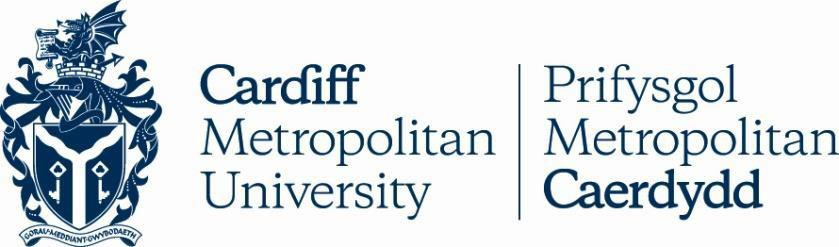 Cardiff
Metropolitan
University
Prifysgol
Metropolitan
Caerdydd
GORAU·MEDDIANT·GWYBODAETH